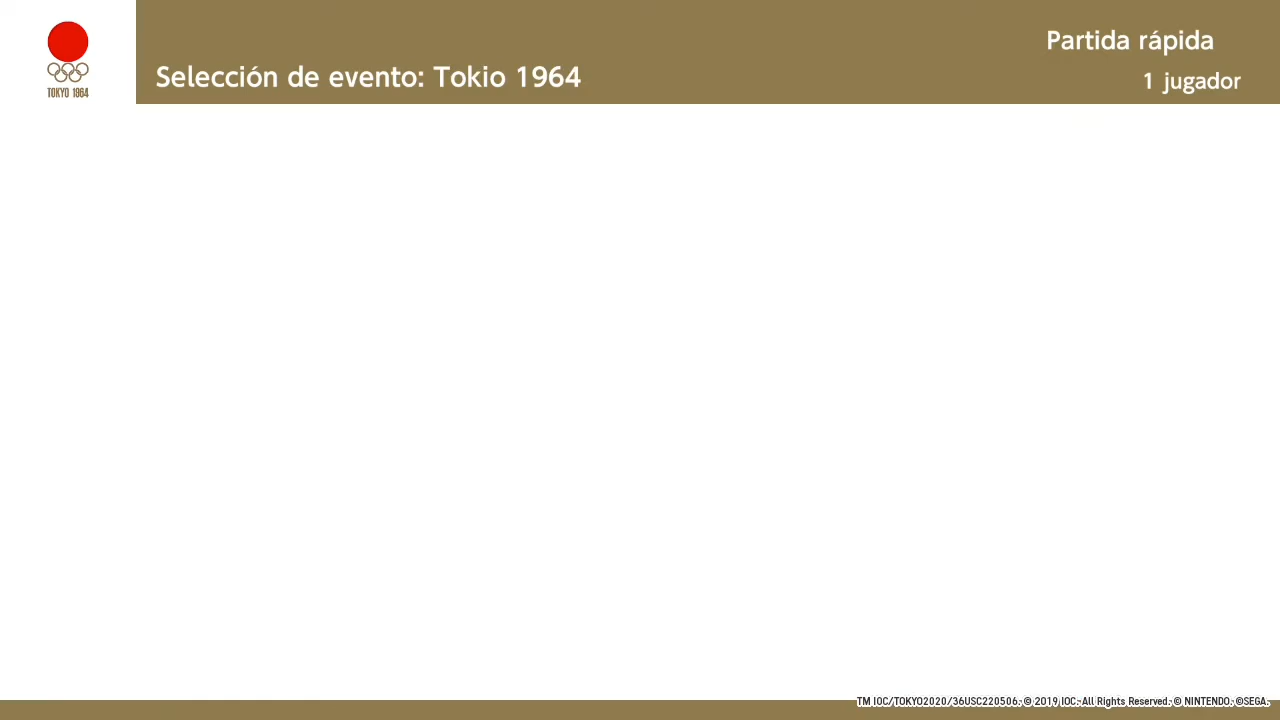 TOKYO 1964
Selección de evento: Tokio 1964
Partida rápida
1 jugador
TM IOC/TOKYO2020/36USC220506. © 2019 IOC. All Rights Reserved. © NINTENDO. ©SEGA.